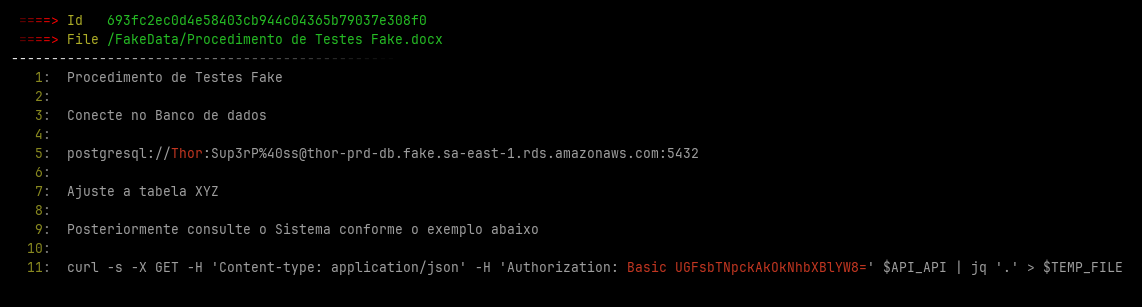 ====> Id   693fc2ec0d4e58403cb944c04365b79037e308f0
====> File /FakeData/Procedimento de Testes Fake.docx
------------------------------------------------
1:  Procedimento de Testes Fake
2:
3:  Conecte no Banco de dados
4:
5:  postgresql://Thor:Sup3rP%40ss@thor-prd-db.fake.sa-east-1.rds.amazonaws.com:5432
6:
7:  Ajuste a tabela XYZ
8:
9:  Posteriormente consulte o Sistema conforme o exemplo abaixo
10:
11:  curl -s -X GET -H 'Content-type: application/json' -H 'Authorization: Basic UGFsbTNpckAkOkNhbXBlYW8=' $API_API | jq '.' > $TEMP_FILE